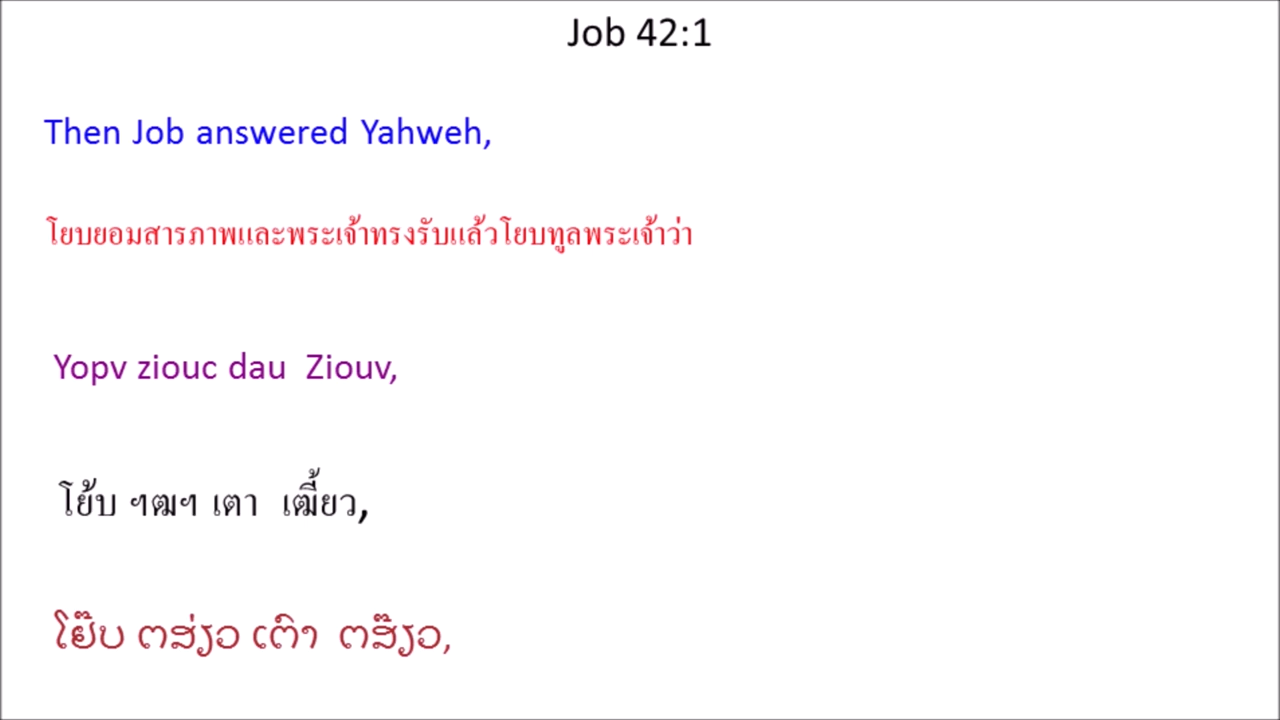 Job 42:1
Then Job answered Yahweh,
โยบยอมสารภาพและพระเจ้าทรงรับแล้วโยบทูลพระเจ้าว่า
Yopv ziouc dau Ziouv,
โย้บ ฯฒฯ เตา เฒี้ยว,
ໂຢ໊ບ ຕສ່ຽວ ເຕົາ ຕສ໊ຽວ,